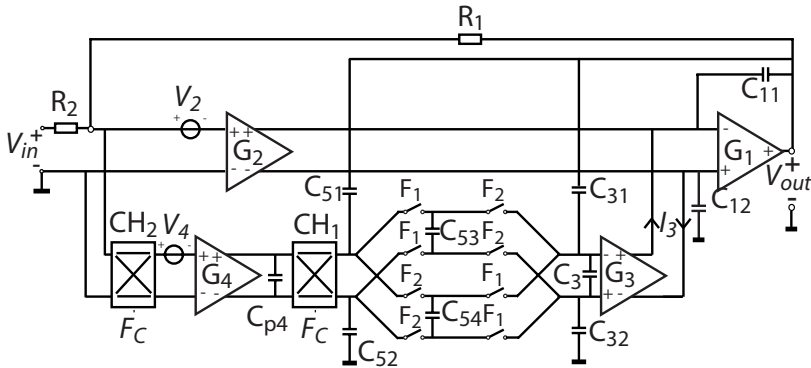 R1
C11
R2
V2
+ -
Vin
+
-
+ +
- -
G2
-
+
G1
+
Vout
+
-
C51
F1
F2
C31
C12
I3
CH2
V4
+ -
CH1
F1
C53
F2
+ +
- -
G4
F2
F1
C3
- +
+ -
G3
Cp4
FC
FC
C52
F2
C54
F1
C32